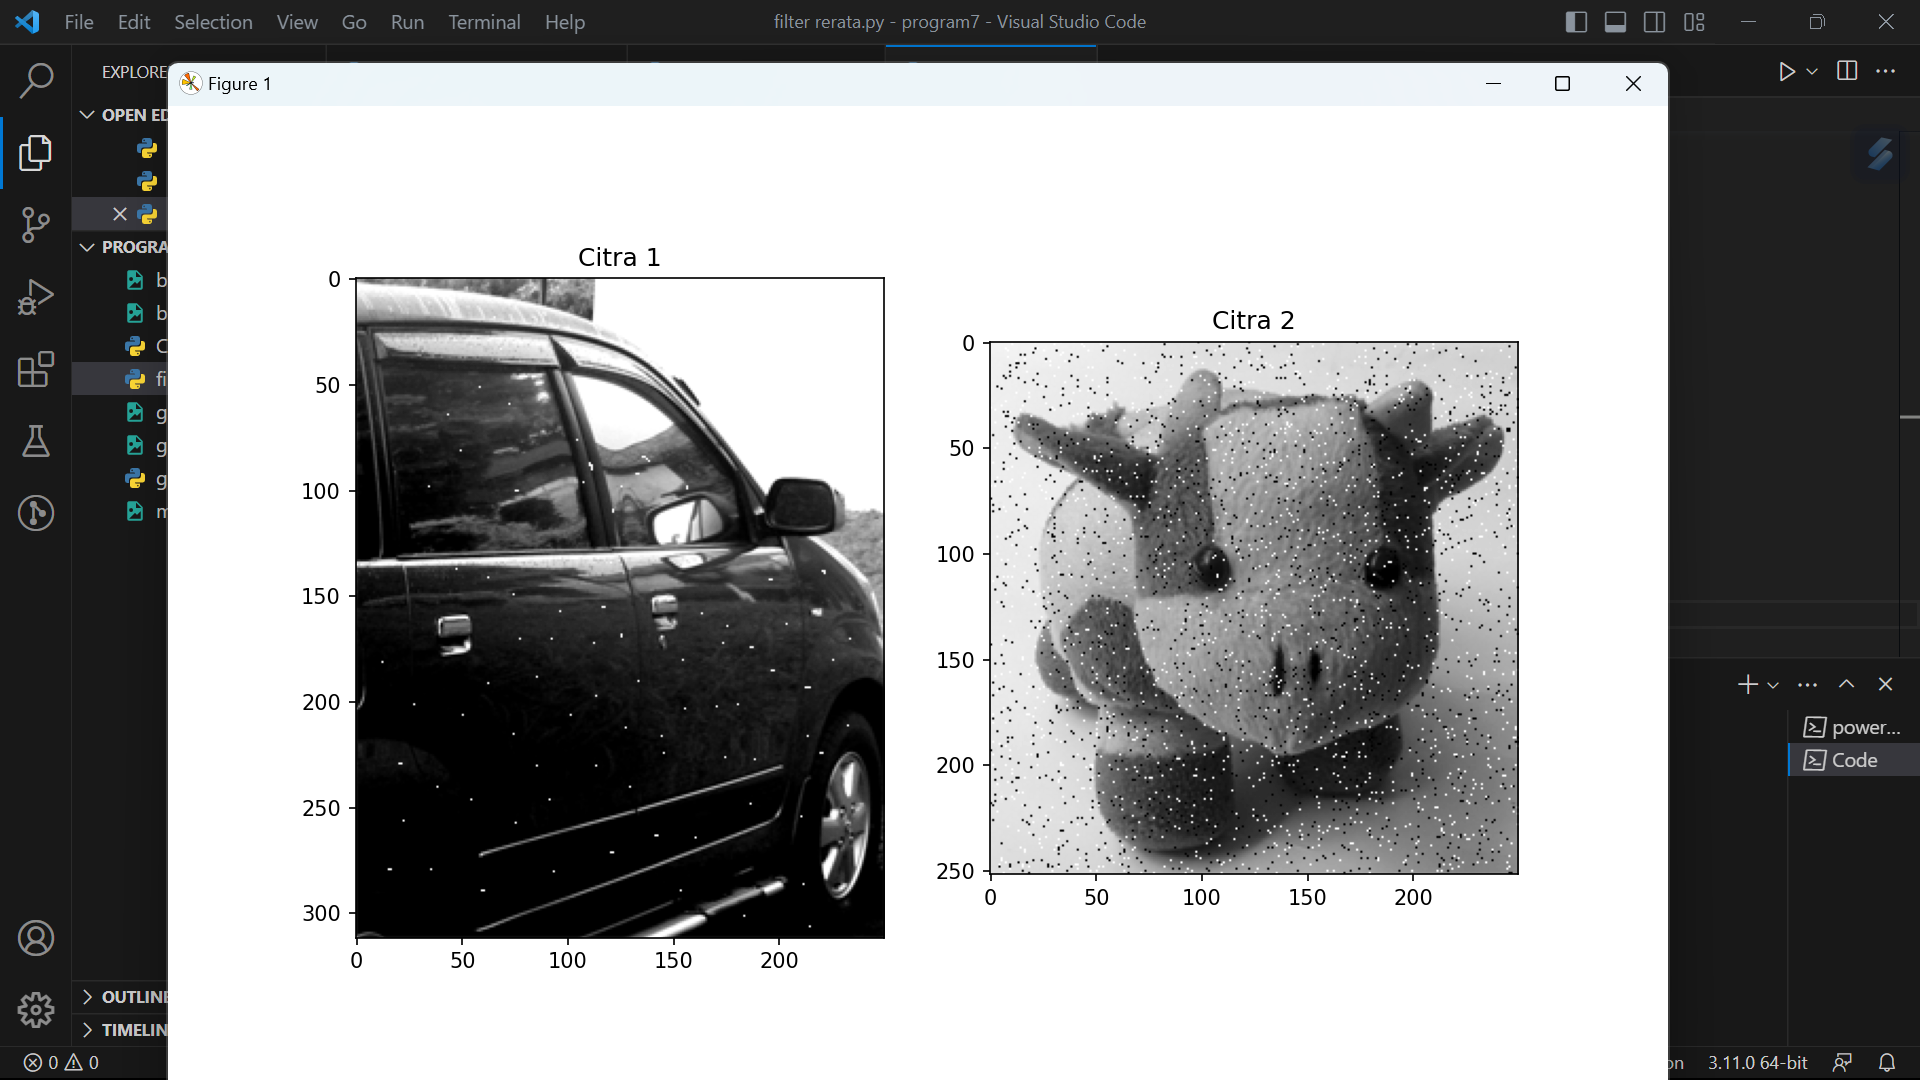 File Edit Selection View Go Run Terminal Help
filter rerata.py - program7 - Visual Studio Code
EXPLORE
OPEN ED
PROGRA
b
b
C
fi
g
g
g
m
OUTLINE
TIMELIN
0 0
Figure 1
Citra 1
0
50
100
150
200
250
300
0 50 100 150 200
Citra 2
0
50
100
150
200
250
0 50 100 150 200
power...
Code
on 3.11.0 64-bit